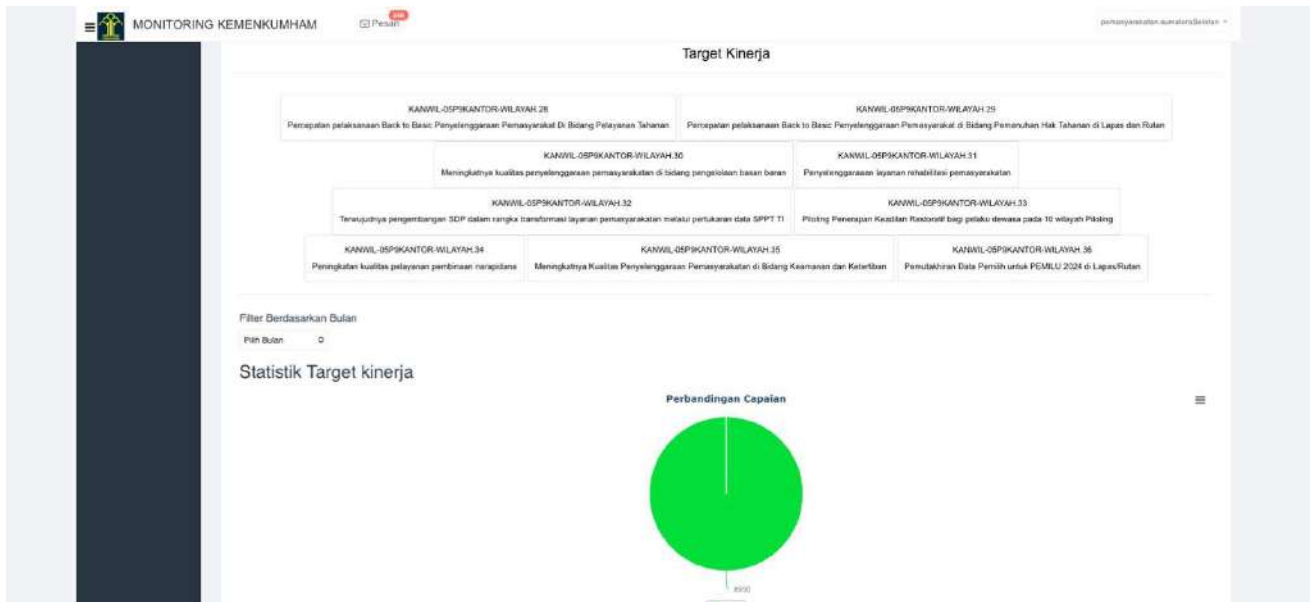 MONITORING KEMENKUMHAM
Pesan
pemasyarakatan.sumateraSelatan
Target Kinerja
KANWIL-05P9KANTOR-WILAYAH.28
Percepatan pelaksanaan Back to Basic Penyelenggaraan Pemasyarakat Di Bidang Pelayanan Tahanan
KANWIL-05P9KANTOR-WILAYAH.29
Percepatan pelaksanaan Back to Basic Penyelenggaraan Pemasyarakat di Bidang Pemenuhan Hak Tahanan di Lapas dan Rutan
KANWIL-05P9KANTOR-WILAYAH.30
Meningkatnya kualitas penyelenggaraan pemasyarakatan di bidang pengelolaan basan baran
KANWIL-05P9KANTOR-WILAYAH.31
Penyelenggaraan layanan rehabilitasi pemasyarakatan
KANWIL-05P9KANTOR-WILAYAH.32
Terwujudnya pengembangan SDP dalam rangka transformasi layanan pemasyarakatan melalui pertukaran data SPPT TI
KANWIL-05P9KANTOR-WILAYAH.33
Piloting Penerapan Keadilan Restoratif bagi pelaku dewasa pada 10 wilayah Piloting
KANWIL-05P9KANTOR-WILAYAH.34
Peningkatan kualitas pelayanan pembinaan narapidana
KANWIL-05P9KANTOR-WILAYAH.35
Meningkatnya Kualitas Penyelenggaraan Pemasyarakatan di Bidang Keamanan dan Ketertiban
KANWIL-05P9KANTOR-WILAYAH.36
Pemutakhiran Data Pemilih untuk PEMILU 2024 di Lapas/Rutan
Filter Berdasarkan Bulan
Pilih Bulan
Statistik Target kinerja
Perbandingan Capaian